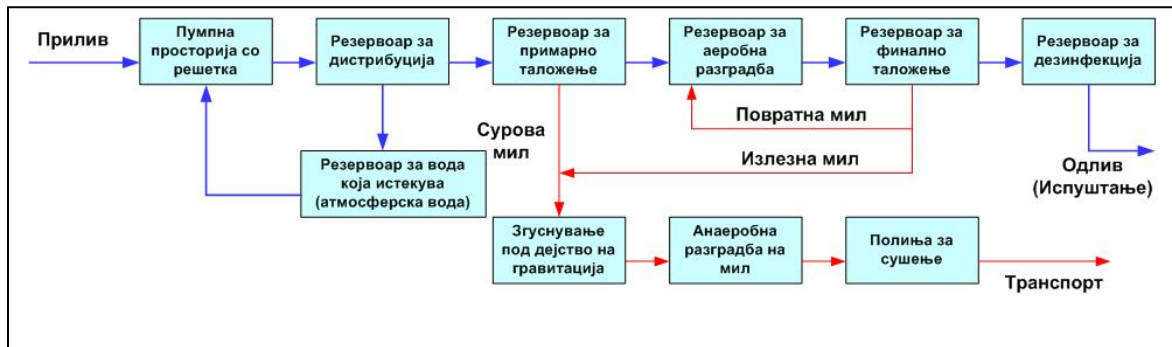 Прилив
Пумпна
просторија со
решетка
Резервоар за
дистрибуција
Резервоар за
примарно
таложење
Резервоар за
аеробна
разградба
Резервоар за
финално
таложење
Резервоар за
дезинфекција
Повратна мил
Сурова
мил
Излезна мил
Одлив
(Испуштање)
Резервоар за вода
која истекува
(атмосферска вода)
Згуснување
под дејство на
гравитација
Анаеробна
разградба на
мил
Полиња за
сушење
Транспорт